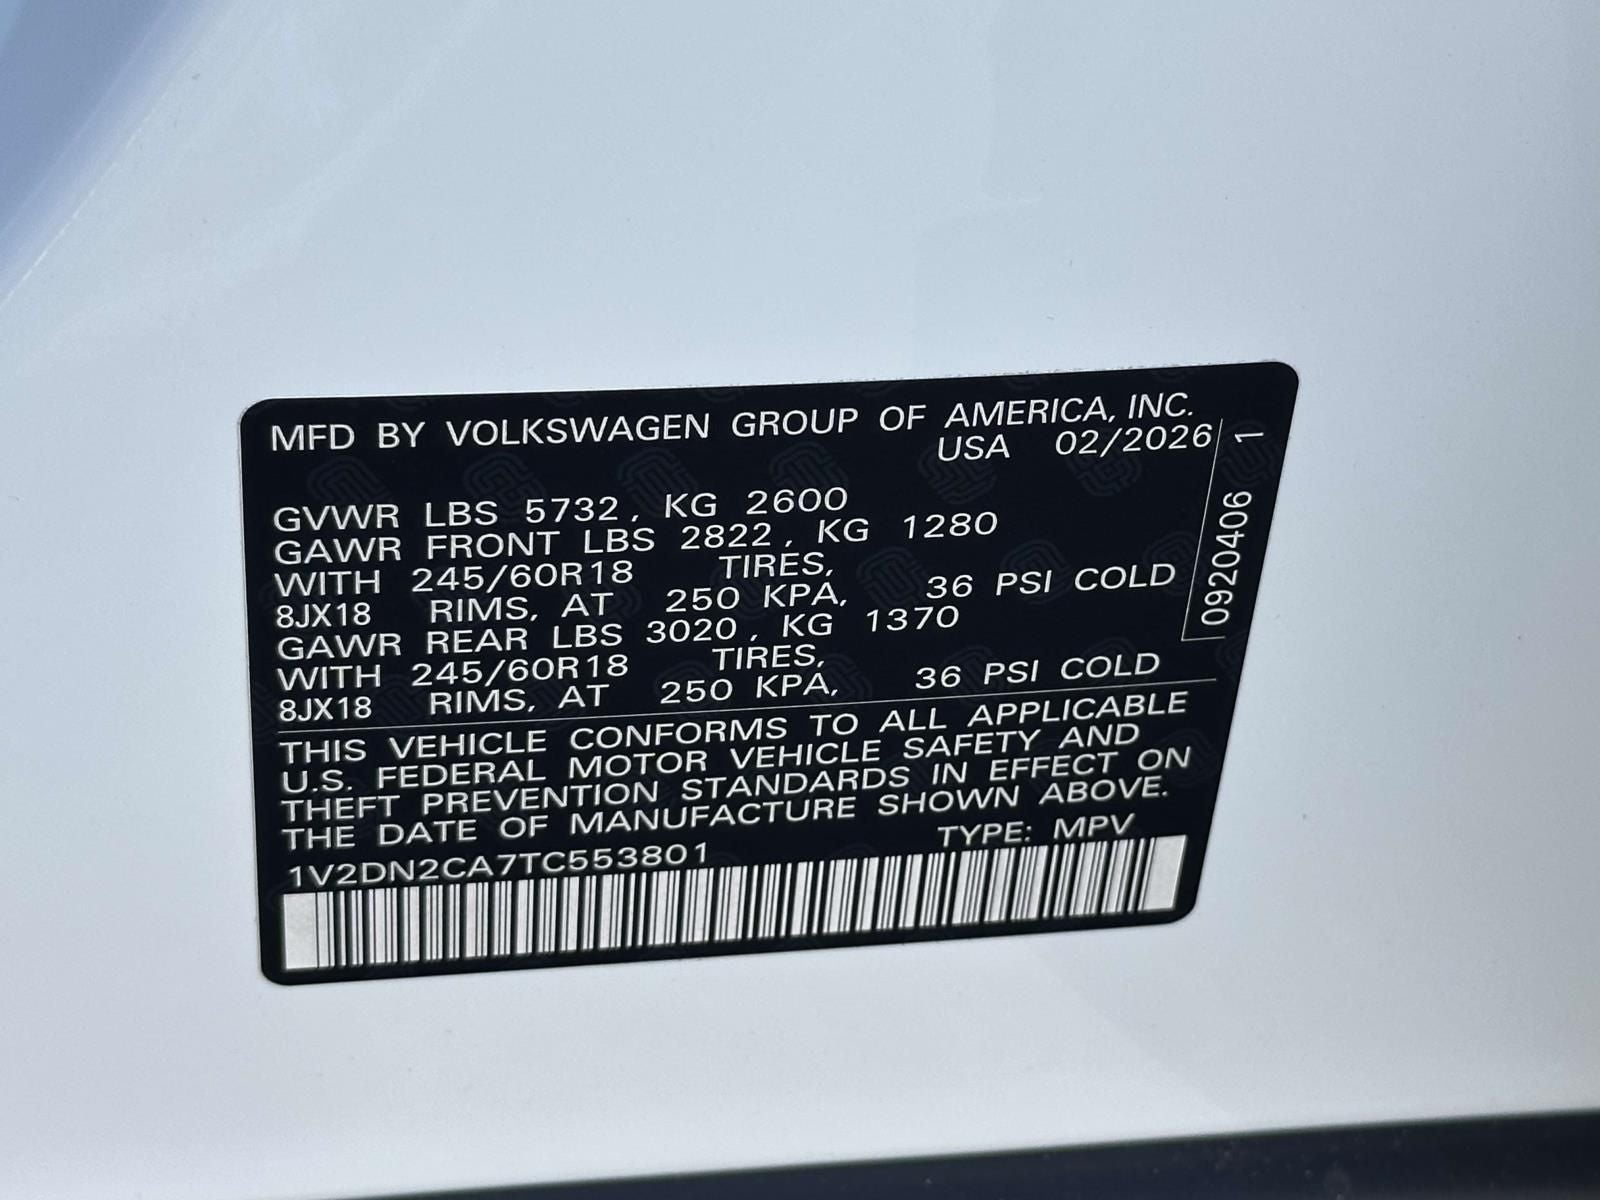 MFD BY VOLKSWAGEN GROUP OF AMERICA, INC.
USA 02/2026
GVWR LBS 5732, KG 2600
GAWR FRONT LBS 2822, KG 1280
WITH 245/60R18 TIRES,
8JX18 RIMS, AT 250 KPA, 36 PSI COLD
GAWR REAR LBS 3020, KG 1370
WITH 245/60R18 TIRES,
8JX18 RIMS, AT 250 KPA, 36 PSI COLD
THIS VEHICLE CONFORMS TO ALL APPLICABLE
U.S. FEDERAL MOTOR VEHICLE SAFETY AND
THEFT PREVENTION STANDARDS IN EFFECT ON
THE DATE OF MANUFACTURE SHOWN ABOVE.
1V2DN2CA7TC553801 TYPE: MPV
0920406 1